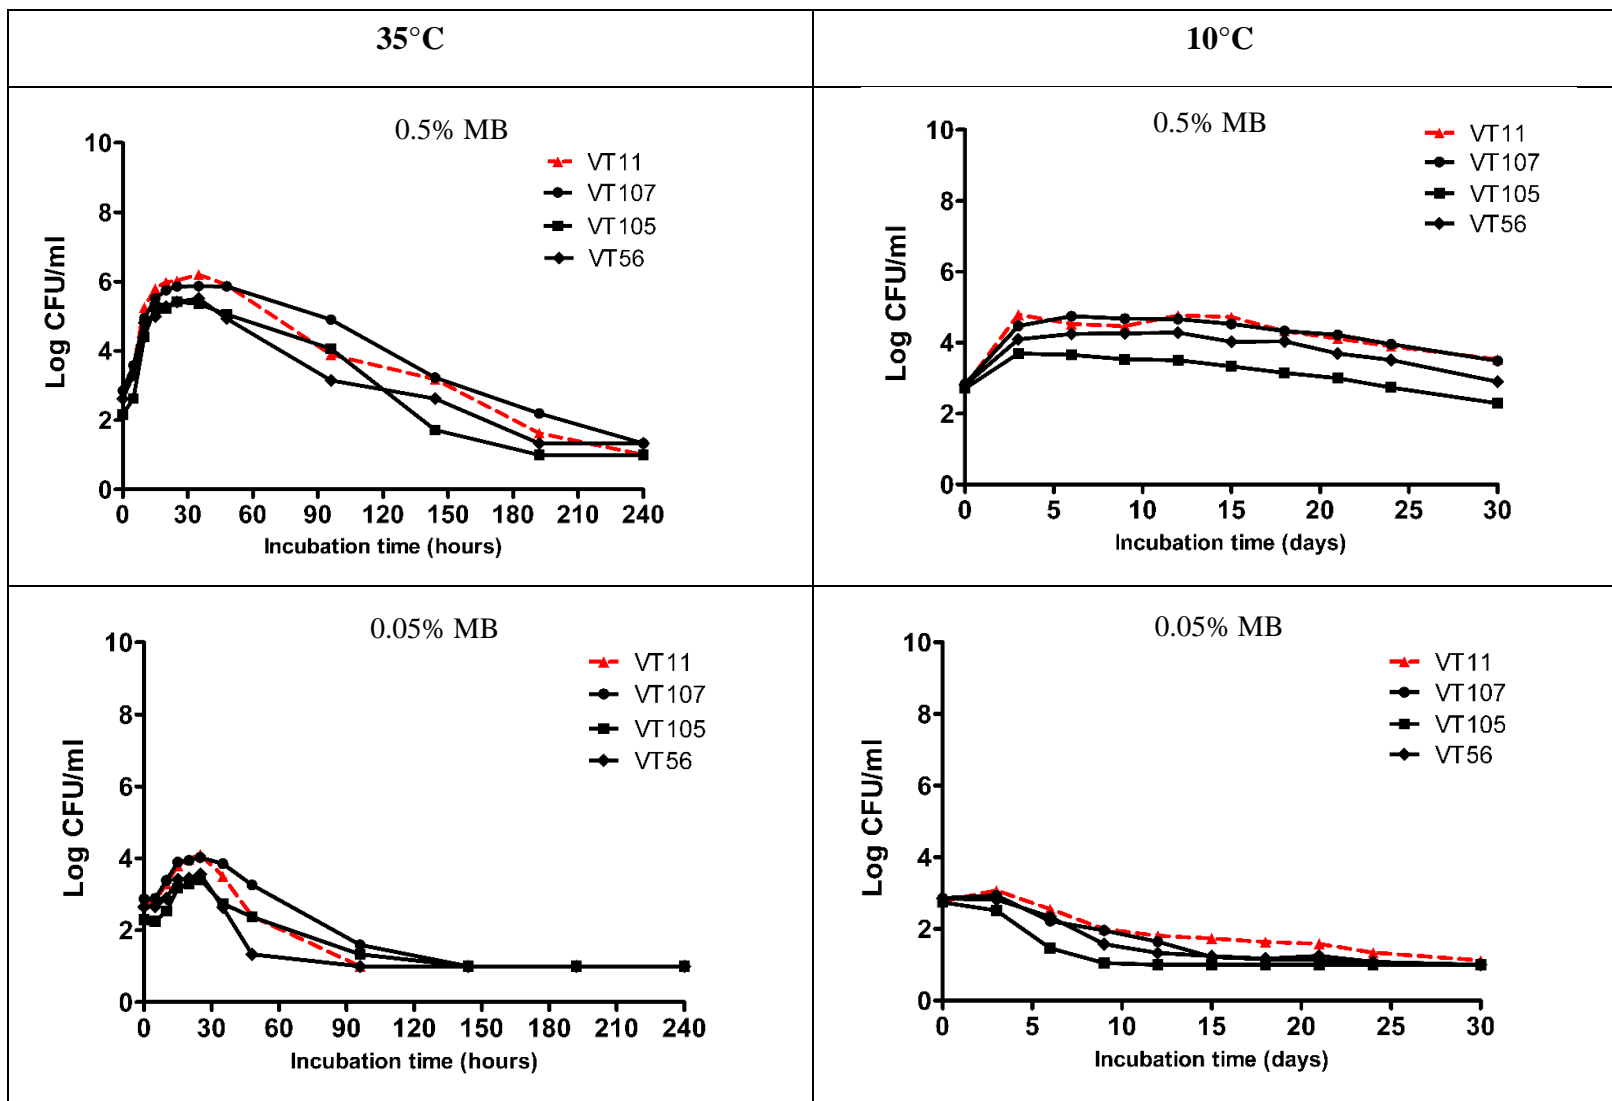 35°C
10°C
0.5% MB
VT11
VT107
VT105
VT56
10
8
6
4
2
0
Log CFU/ml
0 30 60 90 120 150 180 210 240
Incubation time (hours)
0.5% MB
VT11
VT107
VT105
VT56
10
8
6
4
2
0
Log CFU/ml
0 5 10 15 20 25 30
Incubation time (days)
0.05% MB
VT11
VT107
VT105
VT56
10
8
6
4
2
0
Log CFU/ml
0 30 60 90 120 150 180 210 240
Incubation time (hours)
0.05% MB
VT11
VT107
VT105
VT56
10
8
6
4
2
0
Log CFU/ml
0 5 10 15 20 25 30
Incubation time (days)